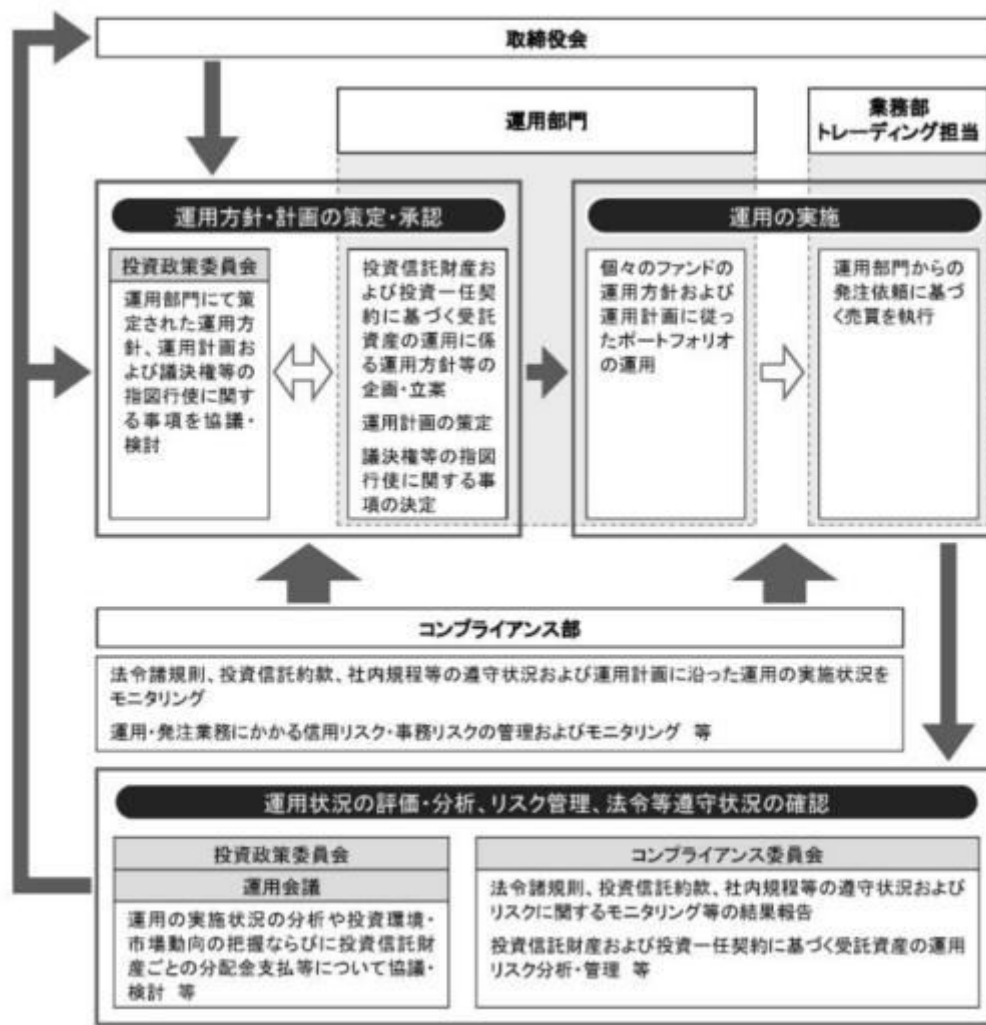 取締役会
運用部門
業務部
トレーディング担当
運用方針・計画の策定・承認
投資政策委員会
運用部門にて策
定された運用方
針、運用計画お
よび議決権等の
指図行使に関す
る事項を協議・
検討
投資信託財産お
よび投資一任契
約に基づく受託
資産の運用に係
る運用方針等の
企画・立案
運用計画の策定
議決権等の指図
行使に関する事
項の決定
運用の実施
個々のファンドの
運用方針および
運用計画に従っ
たポートフォリオ
の運用
運用部門からの
発注依頼に基づ
く売買を執行
コンプライアンス部
法令諸規則、投資信託約款、社内規程等の遵守状況および運用計画に沿った運用の実施状況を
モニタリング
運用・発注業務にかかる信用リスク・事務リスクの管理およびモニタリング 等
運用状況の評価・分析、リスク管理、法令等遵守状況の確認
投資政策委員会
運用会議
運用の実施状況の分析や投資環境・
市場動向の把握ならびに投資信託財
産ごとの分配金支払等について協議・
検討 等
コンプライアンス委員会
法令諸規則、投資信託約款、社内規程等の遵守状況および
リスクに関するモニタリング等の結果報告
投資信託財産および投資一任契約に基づく受託資産の運用
リスク分析・管理 等